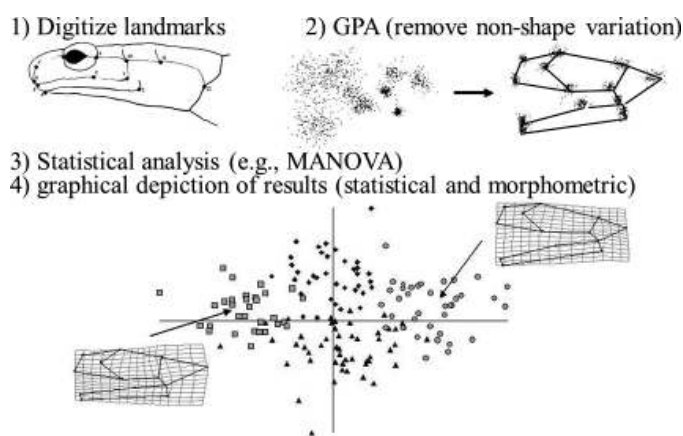 1) Digitize landmarks
2) GPA (remove non-shape variation)
3) Statistical analysis (e.g., MANOVA)
4) graphical depiction of results (statistical and morphometric)